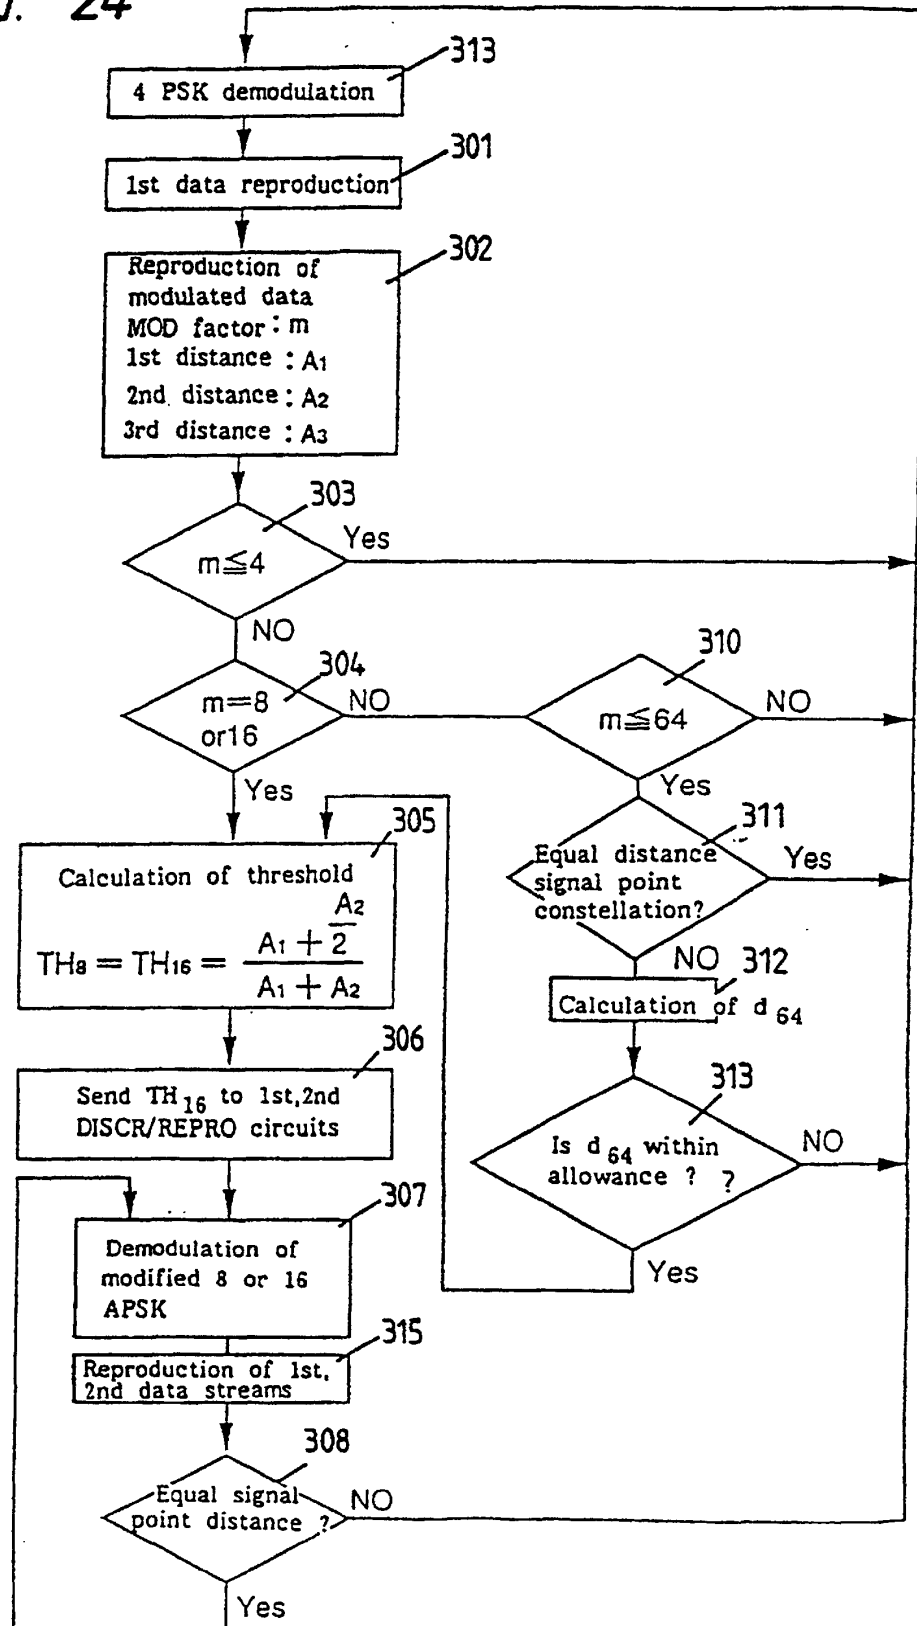 24
313
4 PSK demodulation
301
1st data reproduction
302
Reproduction of
modulated data
MOD factor : m
1st distance : A1
2nd. distance : A2
3rd distance : A3
303
m≦4
Yes
NO
304
m=8
or16
NO
Yes
310
m≦64
NO
Yes
311
Equal distance
signal point
constellation?
Yes
NO
312
Calculation of d 64
313
Is d 64 within
allowance ? ?
NO
Yes
305
Calculation of threshold
TH8 = TH16 = (A1 + A2/2) / (A1 + A2)
306
Send TH16 to 1st,2nd
DISCR/REPRO circuits
307
Demodulation of
modified 8 or 16
APSK
315
Reproduction of 1st,
2nd data streams
308
Equal signal
point distance ?
NO
Yes